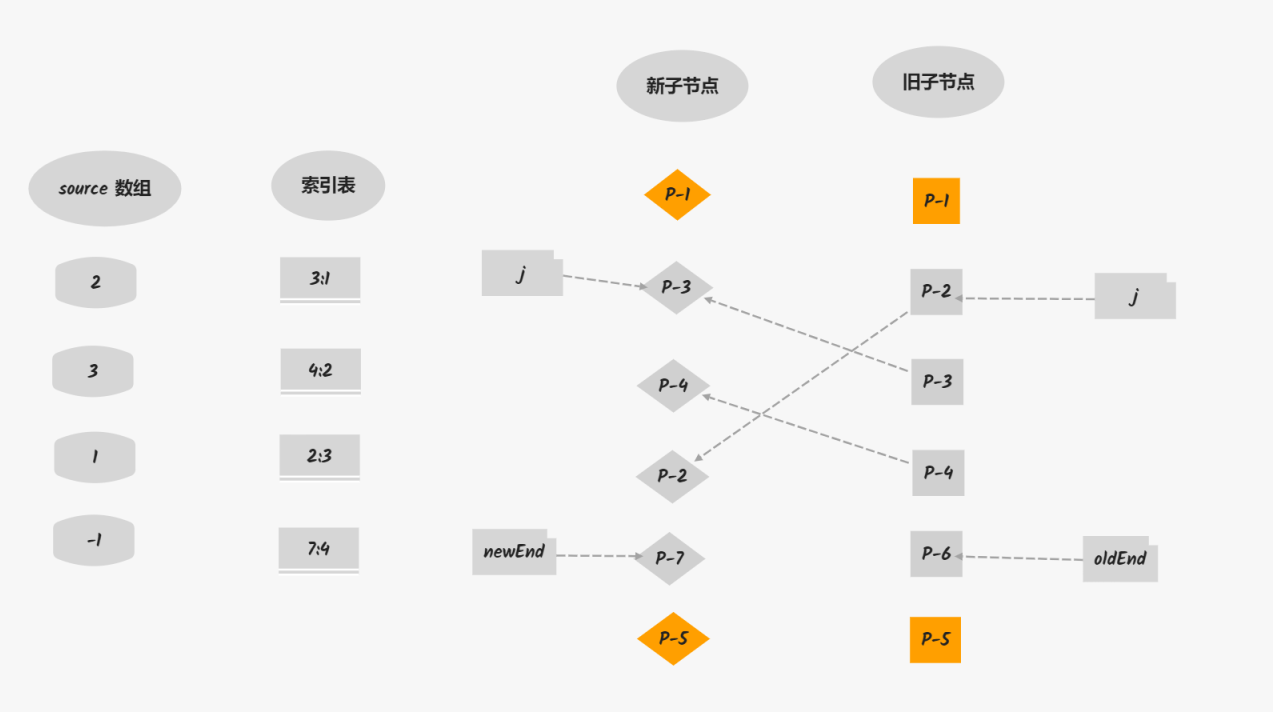 新子节点
旧子节点
source 数组
索引表
P-1
P-1
2
3:1
j
P-3
P-2
j
3
4:2
P-4
P-3
1
2:3
P-2
P-4
-1
7:4
newEnd
P-7
P-6
oldEnd
P-5
P-5